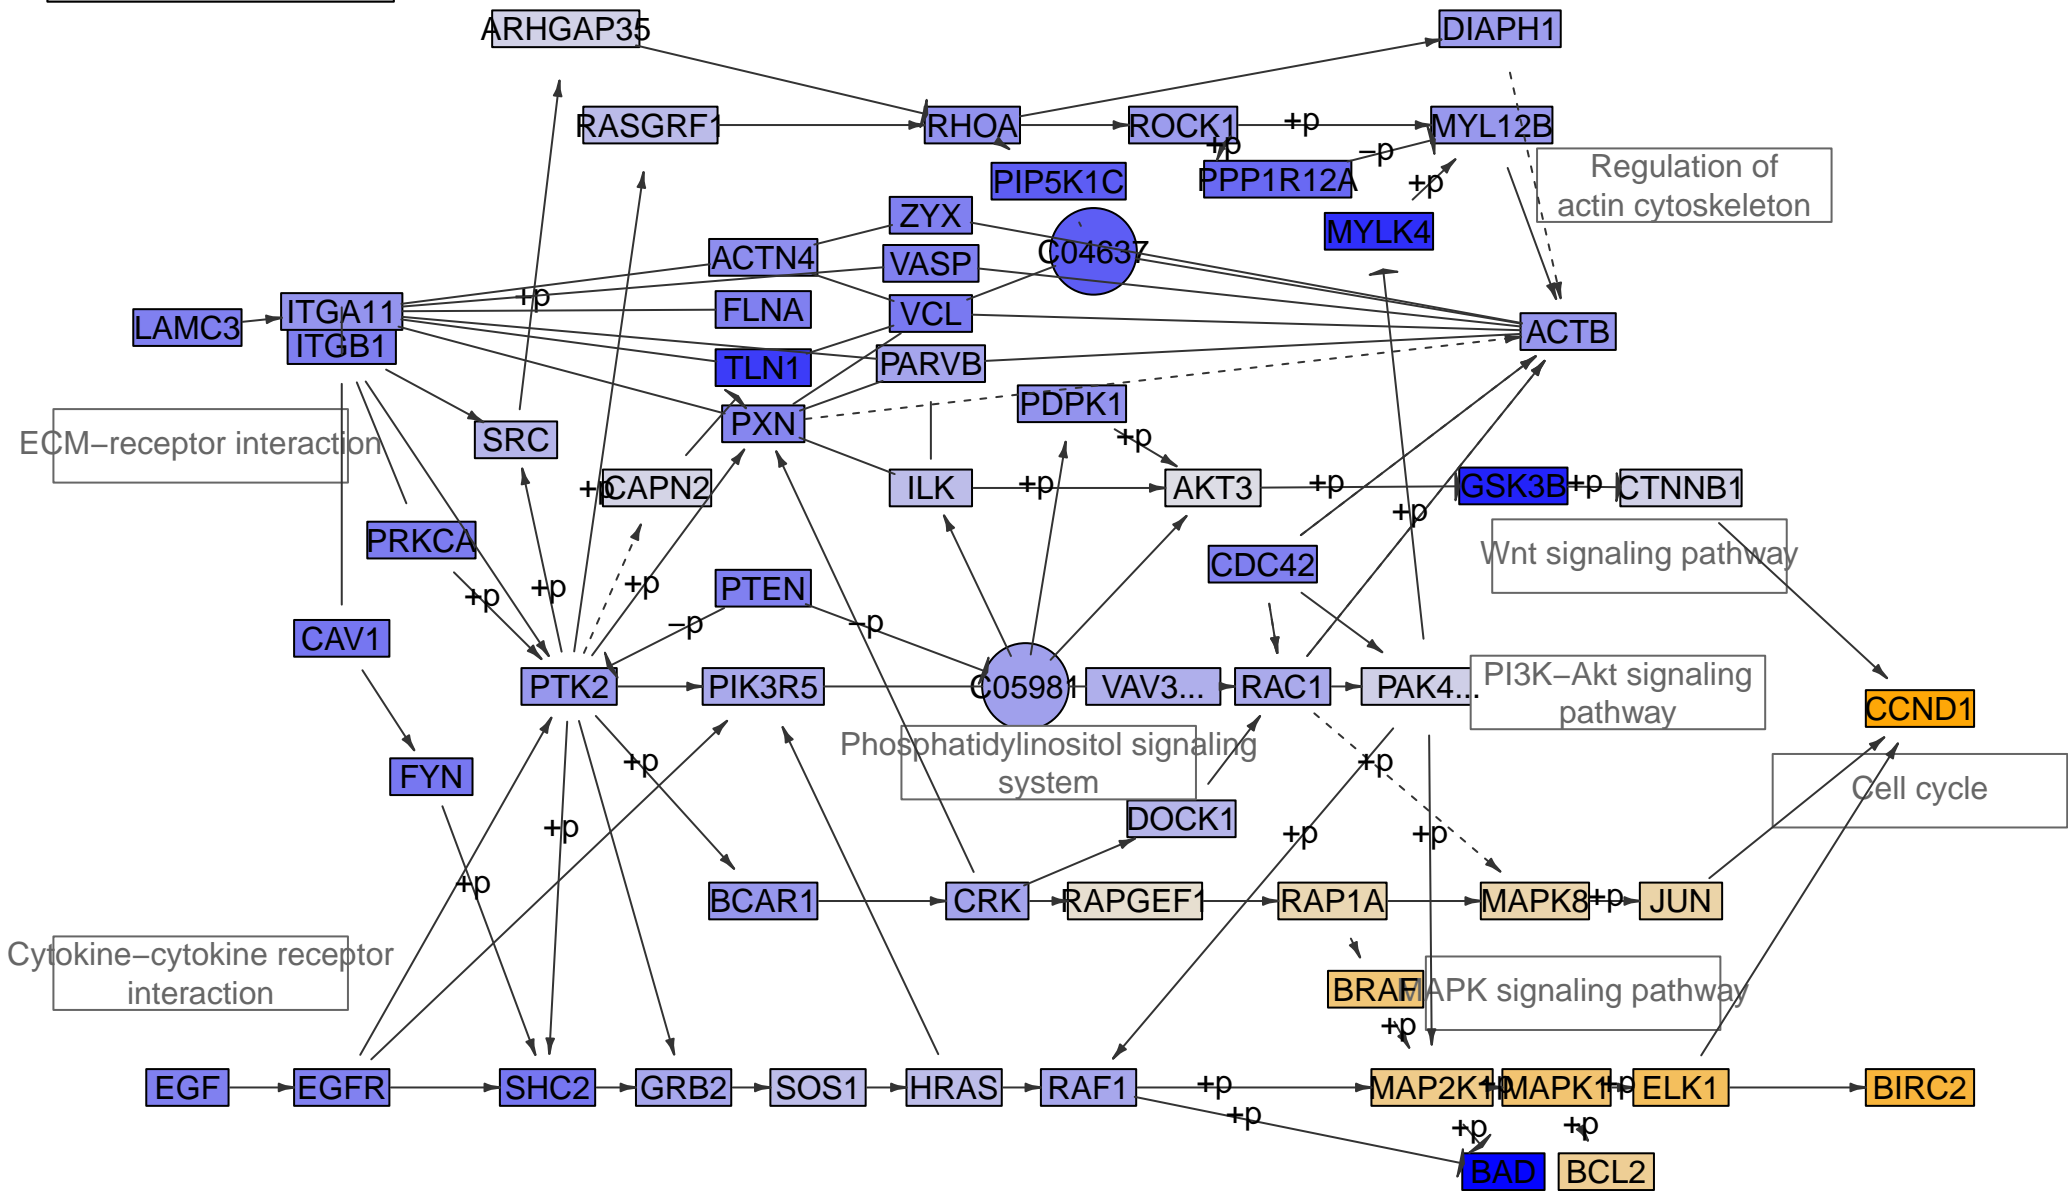 ARHGAP35
DIAPH1
RASGRF1
RHOA
ROCK1
+p
MYL12B
+p
−p
Regulation of
actin cytoskeleton
PIP5K1C
PPP1R12A
+p
ZYX
MYLK4
ACTN4
VASP
C04637
+p
ITGA11
FLNA
VCL
LAMC3
ITGB1
ACTB
TLN1
PARVB
PDPK1
PXN
+p
ECM−receptor interaction
SRC
+p
CAPN2
ILK
+p
AKT3
+p
GSK3B
+p
CTNNB1
+p
PRKCA
Wnt signaling pathway
CDC42
+p
+p
+p
PTEN
−p
−p
CAV1
PTK2
PIK3R5
C05981
VAV3...
RAC1
PAK4...
PI3K−Akt signaling
pathway
CCND1
Phosphatidylinositol signaling
system
+p
+p
FYN
Cell cycle
+p
DOCK1
+p
+p
+p
BCAR1
CRK
RAPGEF1
RAP1A
MAPK8
+p
JUN
Cytokine−cytokine receptor
interaction
BRAF
MAPK signaling pathway
+p
EGF
EGFR
SHC2
GRB2
SOS1
HRAS
RAF1
+p
MAP2K1
+p
MAPK1
+p
ELK1
BIRC2
+p
+p
+p
BAD
BCL2